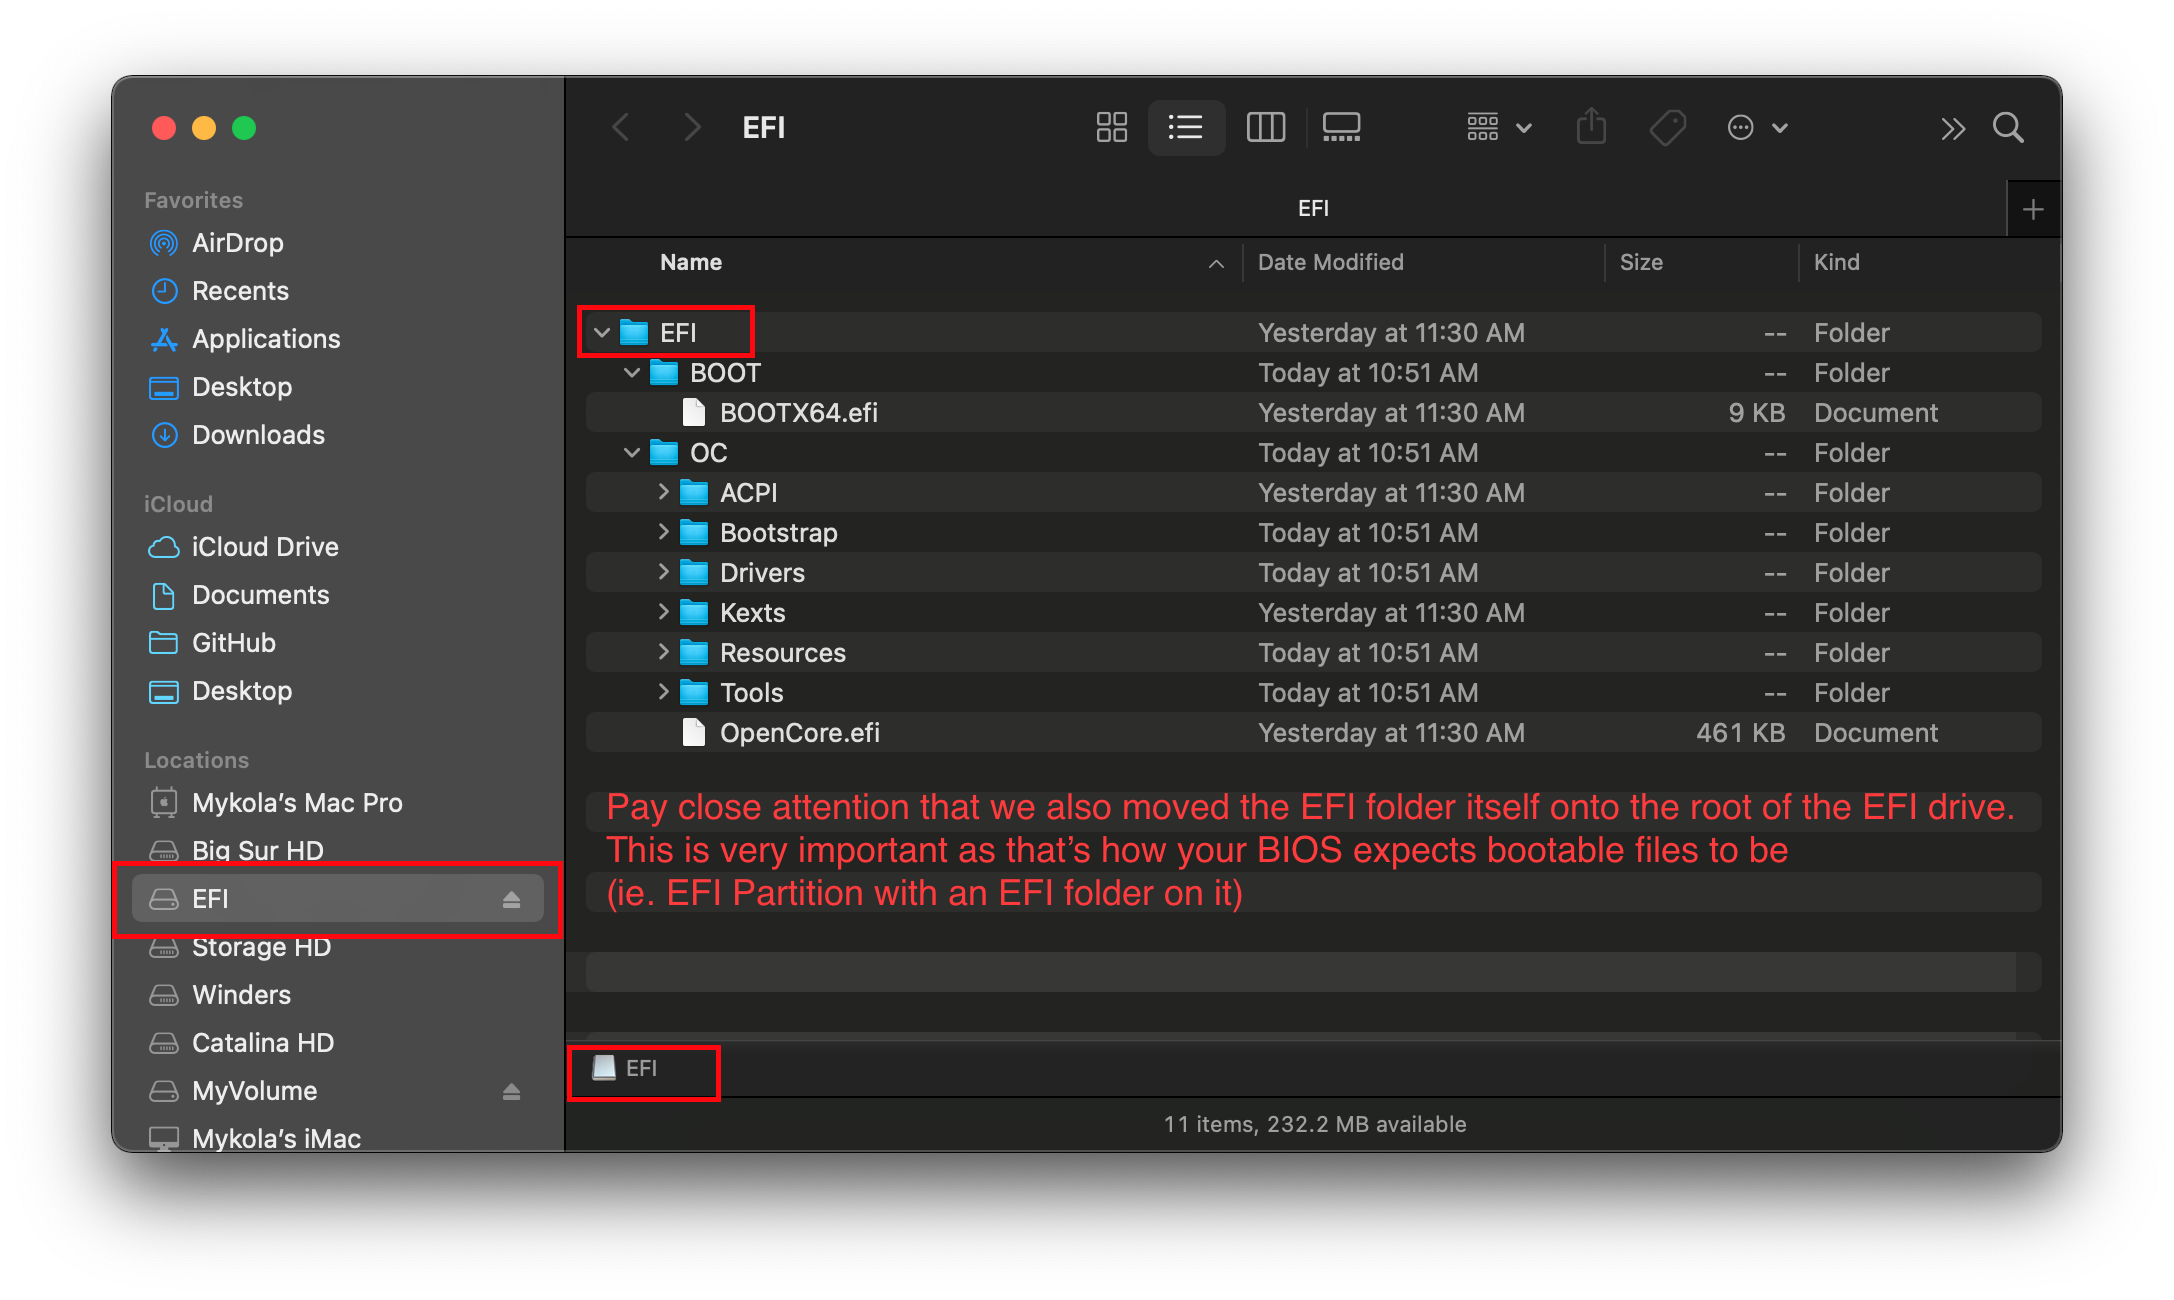 EFI
EFI
Favorites
AirDrop
Recents
Applications
Desktop
Downloads
iCloud
iCloud Drive
Documents
GitHub
Desktop
Locations
Mykola’s Mac Pro
Big Sur HD
EFI
Storage HD
Winders
Catalina HD
MyVolume
Mykola’s iMac
Name Date Modified Size Kind
EFI Yesterday at 11:30 AM -- Folder
BOOT Today at 10:51 AM -- Folder
BOOTX64.efi Yesterday at 11:30 AM 9 KB Document
OC Today at 10:51 AM -- Folder
ACPI Yesterday at 11:30 AM -- Folder
Bootstrap Today at 10:51 AM -- Folder
Drivers Today at 10:51 AM -- Folder
Kexts Yesterday at 11:30 AM -- Folder
Resources Today at 10:51 AM -- Folder
Tools Today at 10:51 AM -- Folder
OpenCore.efi Yesterday at 11:30 AM 461 KB Document
Pay close attention that we also moved the EFI folder itself onto the root of the EFI drive.
This is very important as that’s how your BIOS expects bootable files to be
(ie. EFI Partition with an EFI folder on it)
EFI
11 items, 232.2 MB available